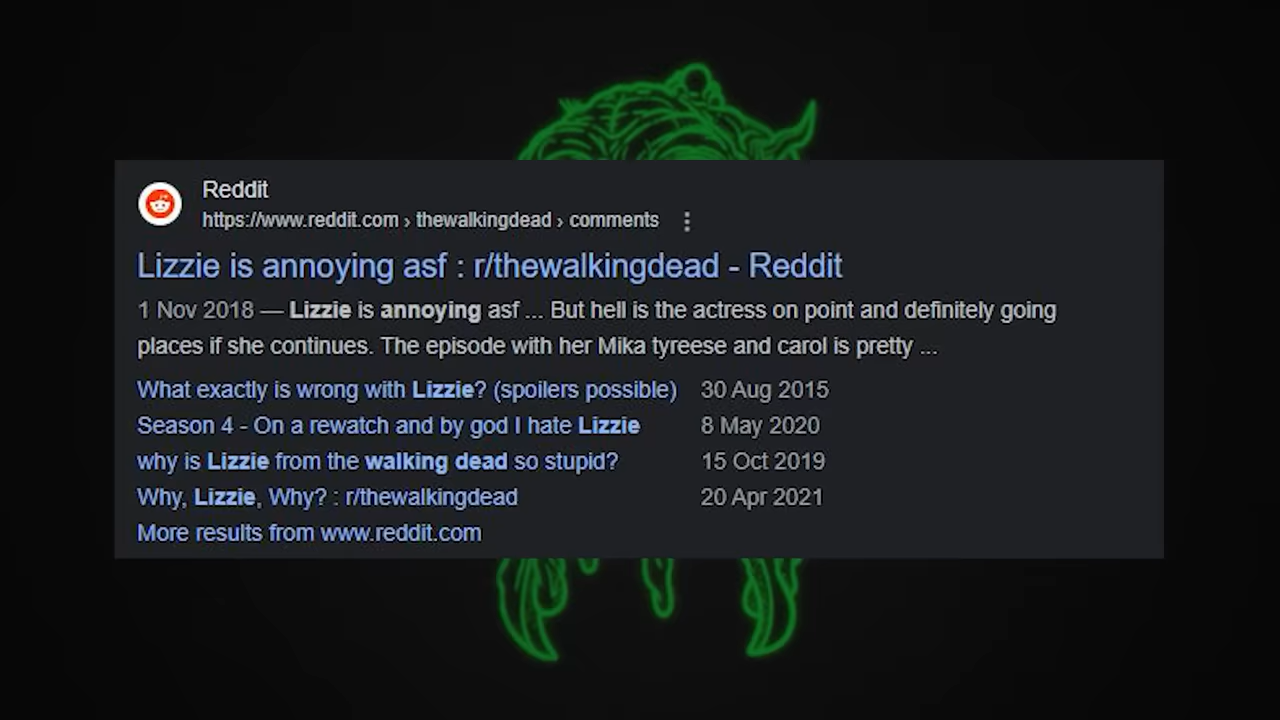 Reddit
https://www.reddit.com › thewalkingdead › comments
Lizzie is annoying asf : r/thewalkingdead - Reddit
1 Nov 2018 — Lizzie is annoying asf ... But hell is the actress on point and definitely going
places if she continues. The episode with her Mika tyreese and carol is pretty ...
What exactly is wrong with Lizzie? (spoilers possible) 30 Aug 2015
Season 4 - On a rewatch and by god I hate Lizzie 8 May 2020
why is Lizzie from the walking dead so stupid? 15 Oct 2019
Why, Lizzie, Why? : r/thewalkingdead 20 Apr 2021
More results from www.reddit.com